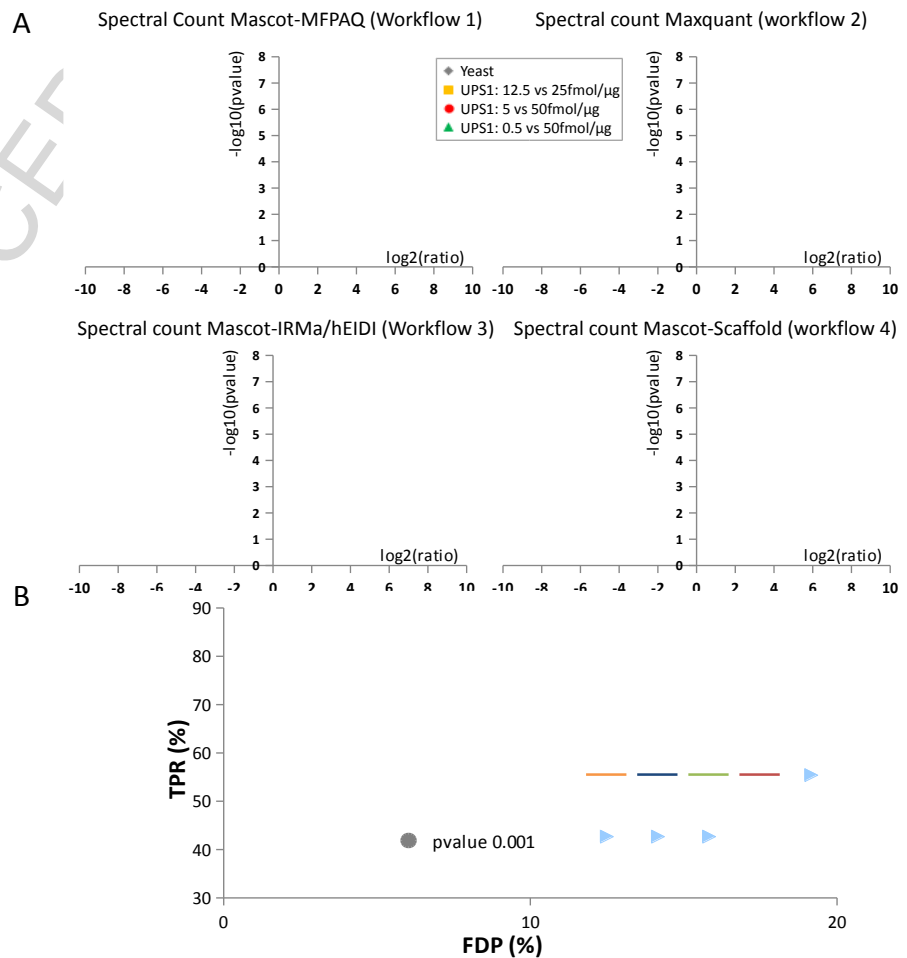 A
Spectral Count Mascot-MFPAQ (Workflow 1)
Spectral count Maxquant (workflow 2)
-log10(pvalue)
8
7
6
5
4
3
2
1
0
log2(ratio)
-10 -8 -6 -4 -2 0 2 4 6 8 10
Yeast
UPS1: 12.5 vs 25fmol/µg
UPS1: 5 vs 50fmol/µg
UPS1: 0.5 vs 50fmol/µg
-log10(pvalue)
8
7
6
5
4
3
2
1
0
log2(ratio)
-10 -8 -6 -4 -2 0 2 4 6 8 10
Spectral count Mascot-IRMa/hEIDI (Workflow 3)
Spectral count Mascot-Scaffold (workflow 4)
-log10(pvalue)
8
7
6
5
4
3
2
1
0
log2(ratio)
-10 -8 -6 -4 -2 0 2 4 6 8 10
-log10(pvalue)
8
7
6
5
4
3
2
1
0
log2(ratio)
-10 -8 -6 -4 -2 0 2 4 6 8 10
B
TPR (%)
90
80
70
60
50
40
30
pvalue 0.001
0 10 20
FDP (%)